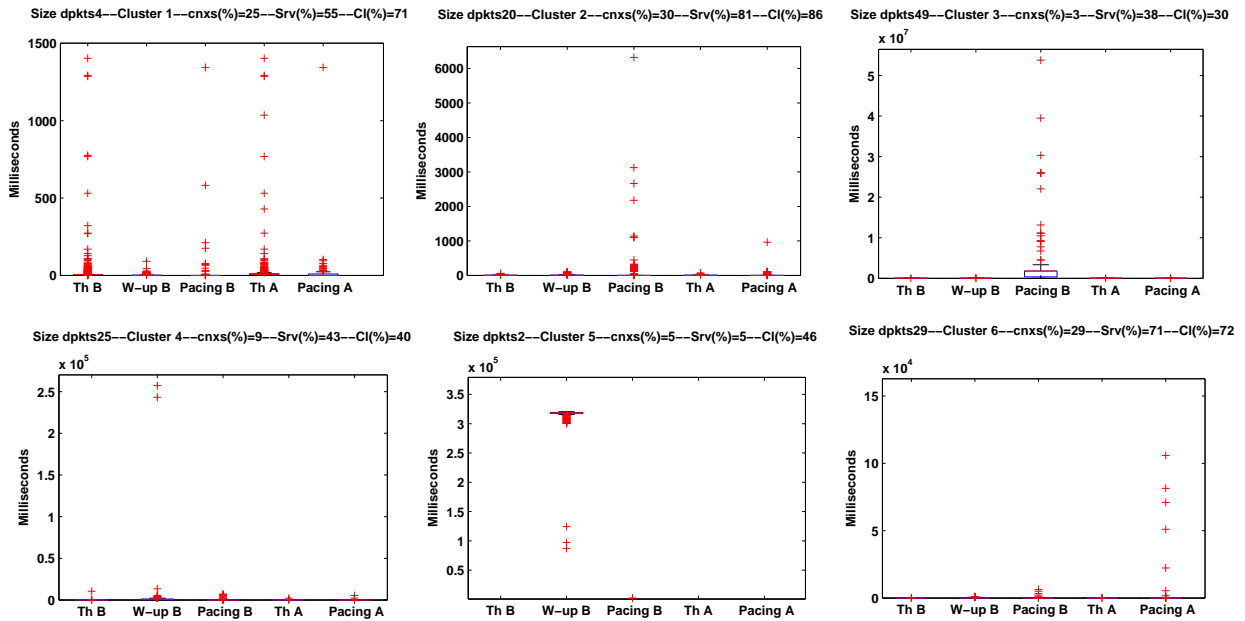 Size dpkts4−−Cluster 1−−cnxs(%)=25−−Srv(%)=55−−Cl(%)=71
1500
1000
500
0
Milliseconds
Th B W−up B Pacing B Th A Pacing A
Size dpkts20−−Cluster 2−−cnxs(%)=30−−Srv(%)=81−−Cl(%)=86
6000
5000
4000
3000
2000
1000
0
Milliseconds
Th B W−up B Pacing B Th A Pacing A
Size dpkts49−−Cluster 3−−cnxs(%)=3−−Srv(%)=38−−Cl(%)=30
x 10^7
5
4
3
2
1
0
Milliseconds
Th B W−up B Pacing B Th A Pacing A
Size dpkts25−−Cluster 4−−cnxs(%)=9−−Srv(%)=43−−Cl(%)=40
x 10^5
2.5
2
1.5
1
0.5
0
Milliseconds
Th B W−up B Pacing B Th A Pacing A
Size dpkts2−−Cluster 5−−cnxs(%)=5−−Srv(%)=5−−Cl(%)=46
x 10^5
3.5
3
2.5
2
1.5
1
0.5
Milliseconds
Th B W−up B Pacing B Th A Pacing A
Size dpkts29−−Cluster 6−−cnxs(%)=29−−Srv(%)=71−−Cl(%)=72
x 10^4
15
10
5
0
Milliseconds
Th B W−up B Pacing B Th A Pacing A